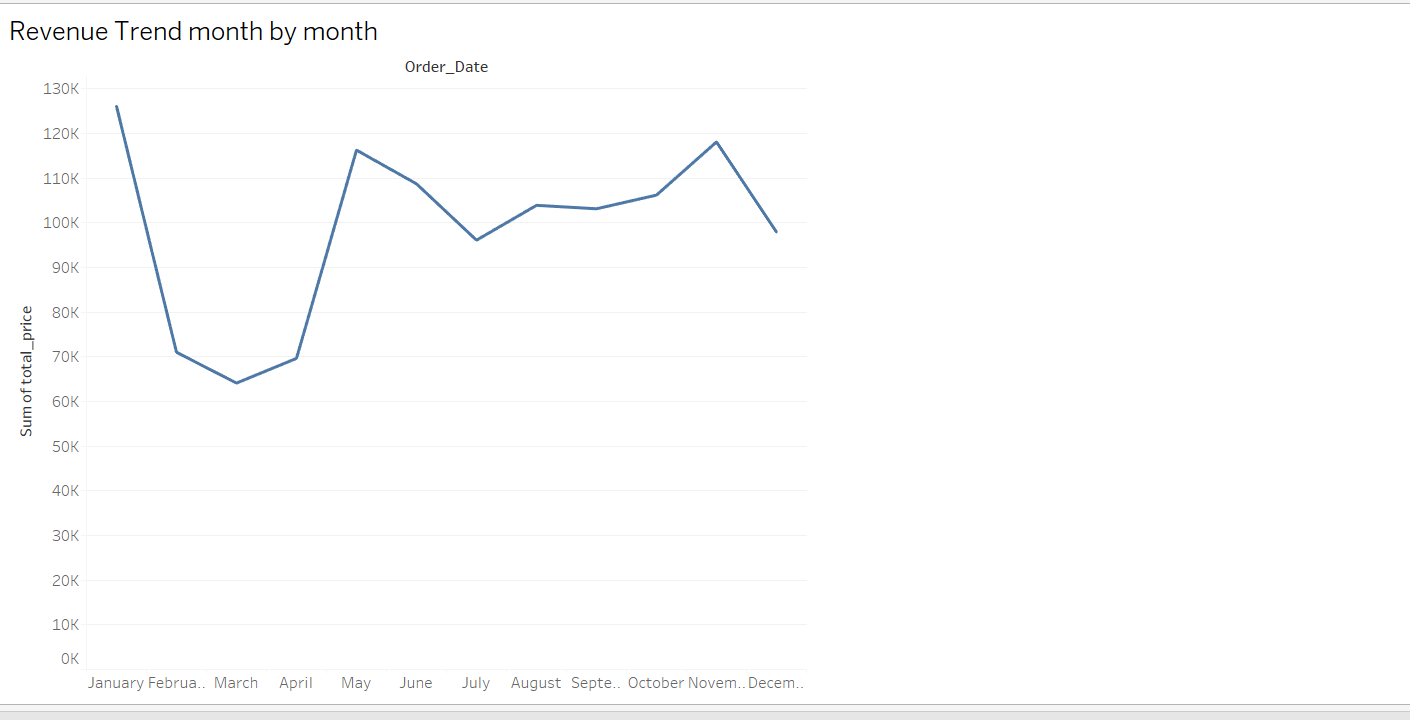 Revenue Trend month by month
Order_Date
130K
120K
110K
100K
90K
80K
70K
60K
50K
40K
30K
20K
10K
0K
Sum of total_price
January Februa.. March April May June July August Septe.. October Novem.. Decem..